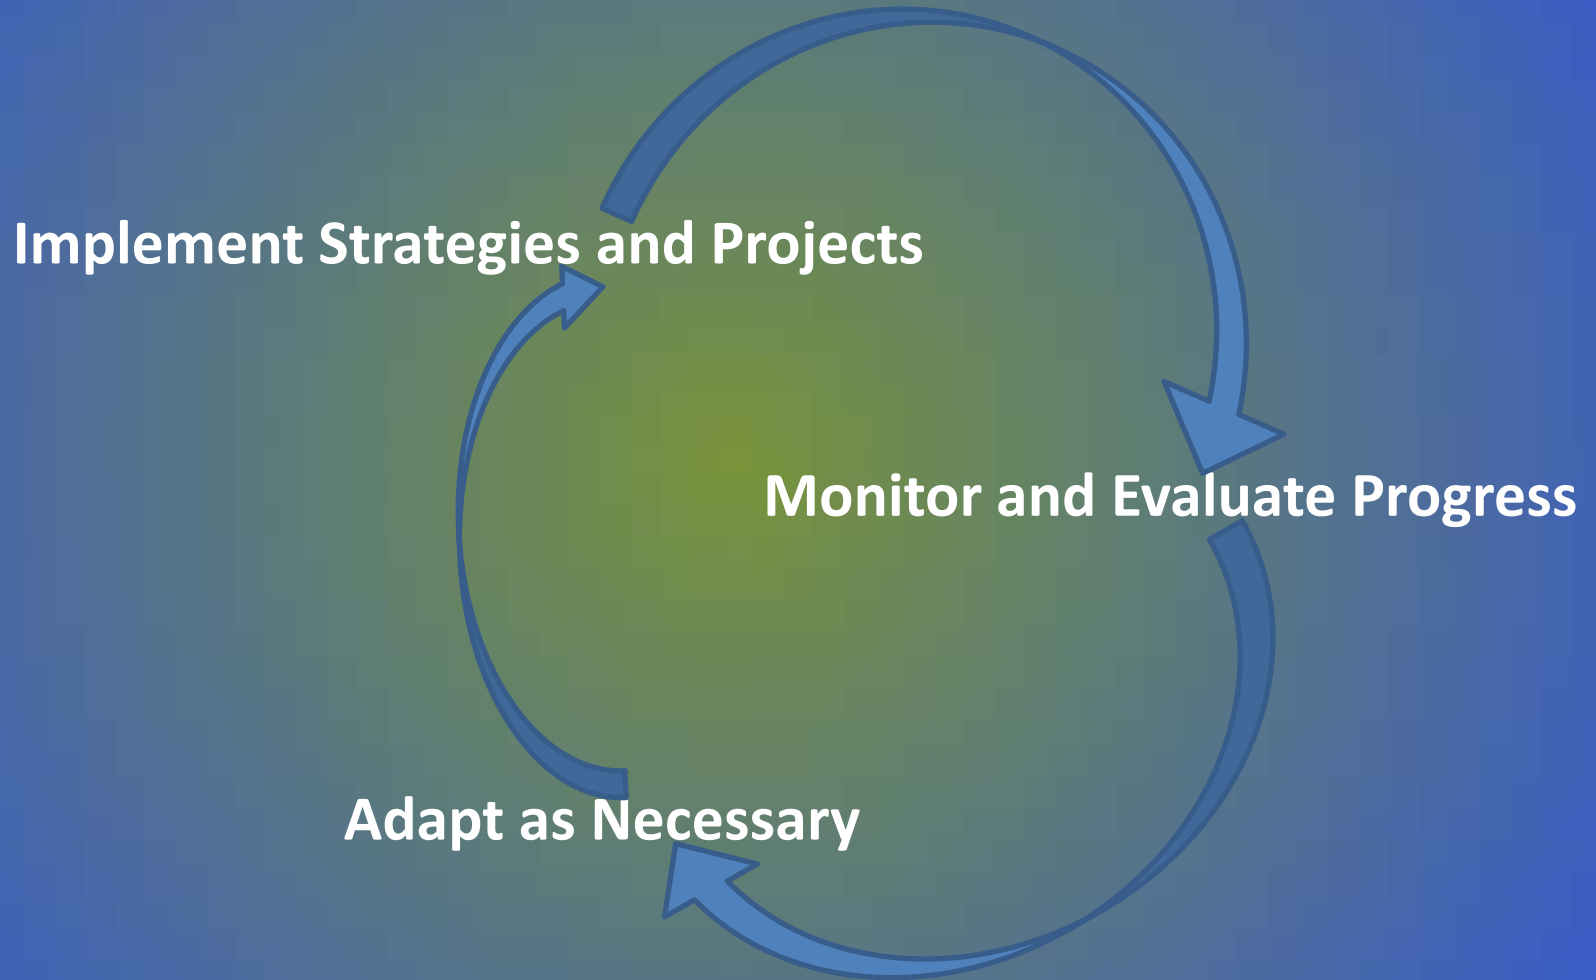 Implement Strategies and Projects
Monitor and Evaluate Progress
Adapt as Necessary